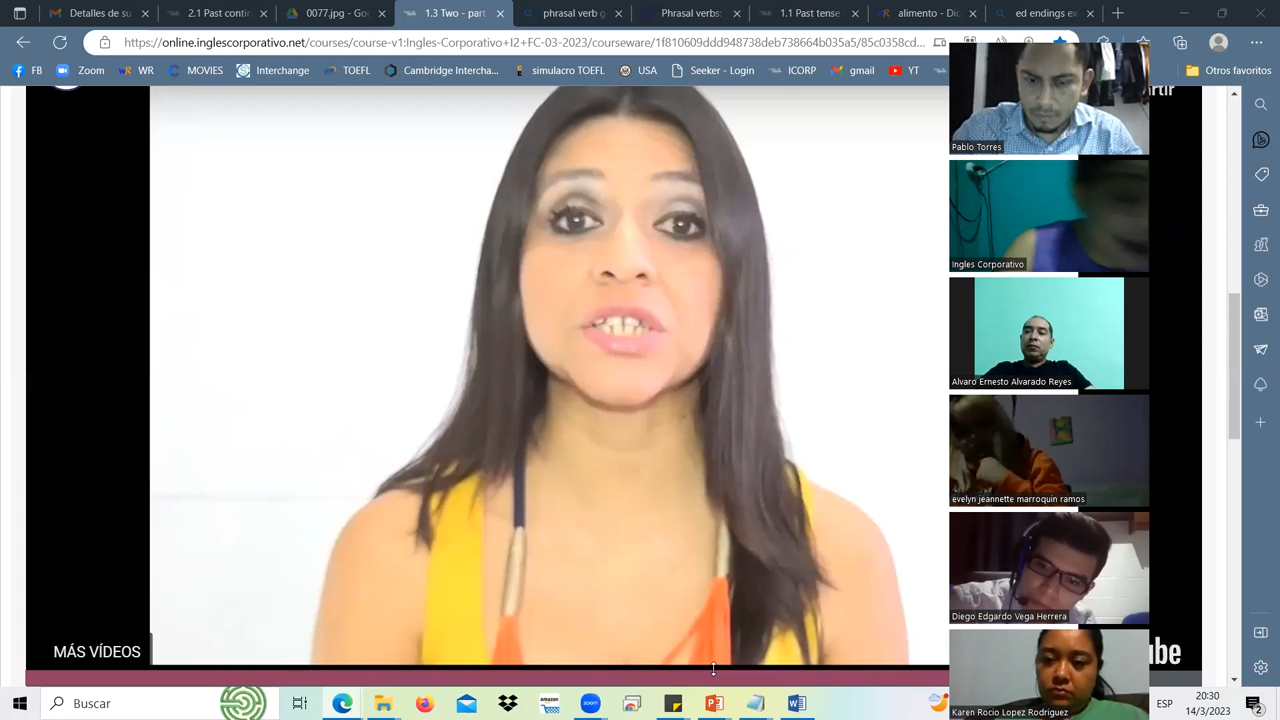 Detalles de su
2.1 Past contin
0077.jpg - Goo
1.3 Two - part
phrasal verb g
Phrasal verbs:
1.1 Past tense
alimento - Dic
https://online.inglescorporativo.net/courses/course-v1:Ingles-Corporativo+I2+FC-03-2023/courseware/1f810609ddd948738deb738664b035a5/85c0358cd...
FB
Zoom
WR
MOVIES
Interchange
TOEFL
Cambridge Intercha...
simulacro TOEFL
USA
Seeker - Login
ICORP
gmail
YT
Otros favoritos
Pablo Torres
Ingles Corporativo
Alvaro Ernesto Alvarado Reyes
evelyn jeannette marroquin ramos
Diego Edgardo Vega Herrera
Karen Rocio Lopez Rodriguez
MÁS VÍDEOS
Buscar
amazon
zoom
ESP
20:30
14/3/2023
2